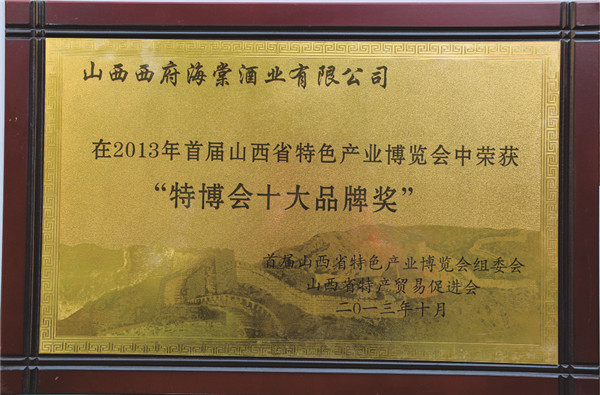 山西西府海棠酒业有限公司
在2013年首届山西省特色产业博览会中荣获
“特博会十大品牌奖”
首届山西省特色产业博览会组委会
山西省特产贸易促进会
二〇一三年十月